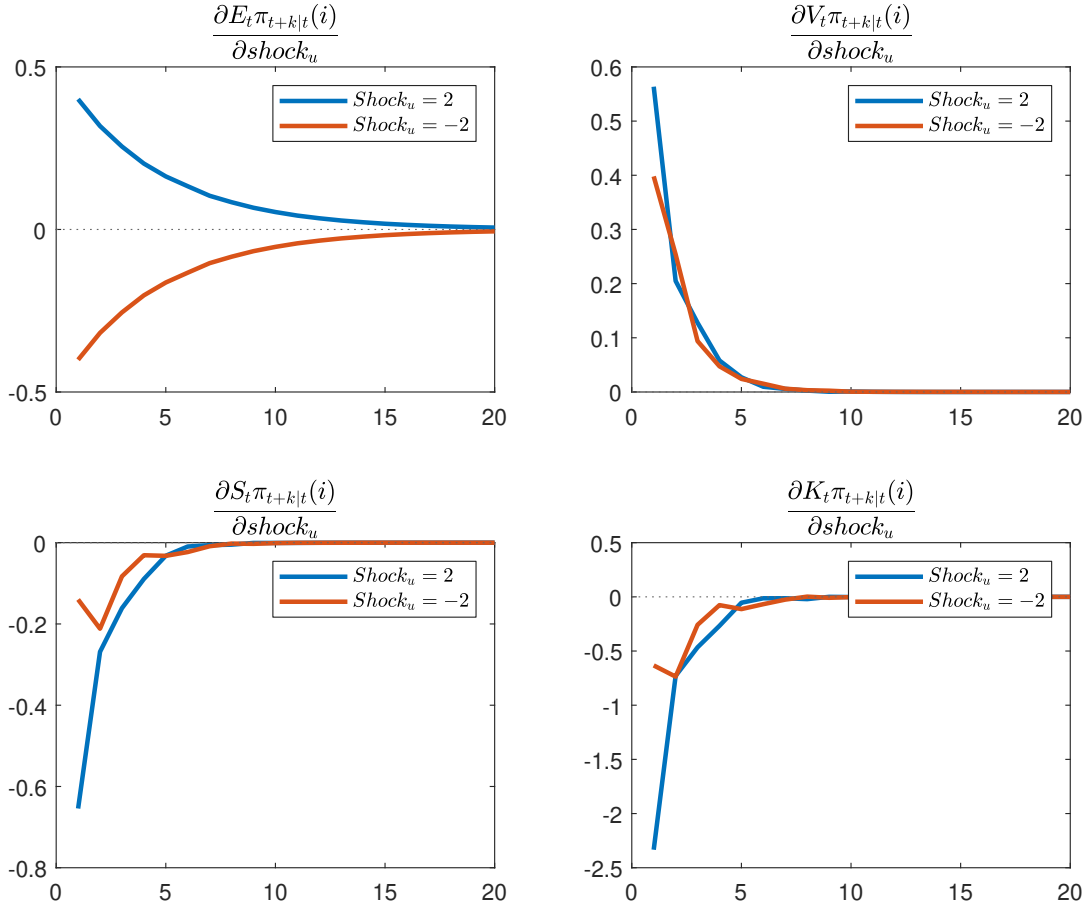 ∂E_tπ_{t+k|t}(i)
∂shock_u
0.5
0
-0.5
0 5 10 15 20
Shock_u = 2
Shock_u = −2
∂V_tπ_{t+k|t}(i)
∂shock_u
0.6
0.5
0.4
0.3
0.2
0.1
0
0 5 10 15 20
Shock_u = 2
Shock_u = −2
∂S_tπ_{t+k|t}(i)
∂shock_u
0
-0.2
-0.4
-0.6
-0.8
0 5 10 15 20
Shock_u = 2
Shock_u = −2
∂K_tπ_{t+k|t}(i)
∂shock_u
0.5
0
-0.5
-1
-1.5
-2
-2.5
0 5 10 15 20
Shock_u = 2
Shock_u = −2